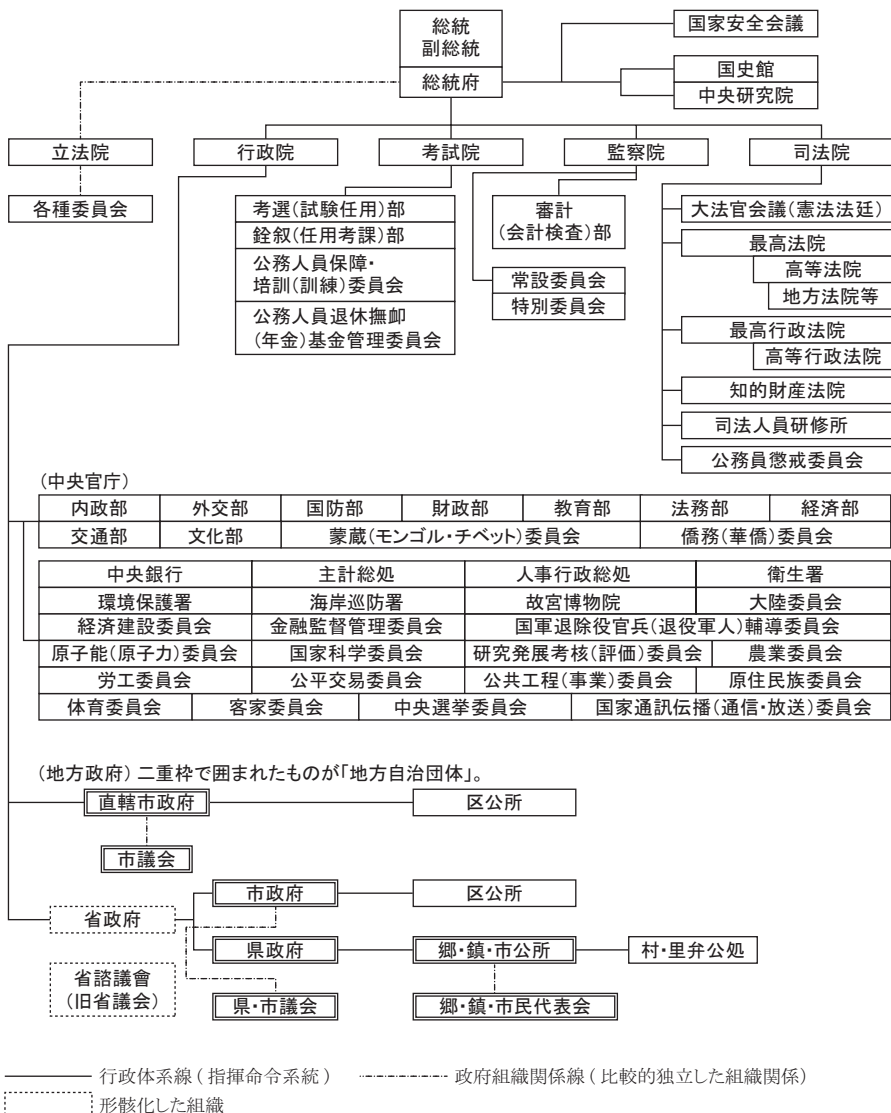 総統
副総統
総統府
国家安全会議
国史館
中央研究院
立法院
行政院
考試院
監察院
司法院
各種委員会
考選(試験任用)部
銓叙(任用考課)部
公務人員保障・
培訓(訓練)委員会
公務人員退休撫卹
(年金)基金管理委員会
審計
(会計検査)部
常設委員会
特別委員会
大法官会議(憲法法廷)
最高法院
高等法院
地方法院等
最高行政法院
高等行政法院
知的財産法院
司法人員研修所
公務員懲戒委員会
(中央官庁)
内政部 外交部 国防部 財政部 教育部 法務部 経済部
交通部 文化部 蒙蔵(モンゴル・チベット)委員会 僑務(華僑)委員会
中央銀行 主計総処 人事行政総処 衛生署
環境保護署 海岸巡防署 故宮博物院 大陸委員会
経済建設委員会 金融監督管理委員会 国軍退除役官兵(退役軍人)輔導委員会
原子能(原子力)委員会 国家科学委員会 研究発展考核(評価)委員会 農業委員会
労工委員会 公平交易委員会 公共工程(事業)委員会 原住民族委員会
体育委員会 客家委員会 中央選挙委員会 国家通訊伝播(通信・放送)委員会
(地方政府) 二重枠で囲まれたものが「地方自治団体」。
直轄市政府 区公所
市議会
市政府 区公所
省政府
県政府 郷・鎮・市公所 村・里弁公処
省諮議會
(旧省議会)
県・市議会 郷・鎮・市民代表会
行政体系線(指揮命令系統) 政府組織関係線(比較的独立した組織関係)
形骸化した組織